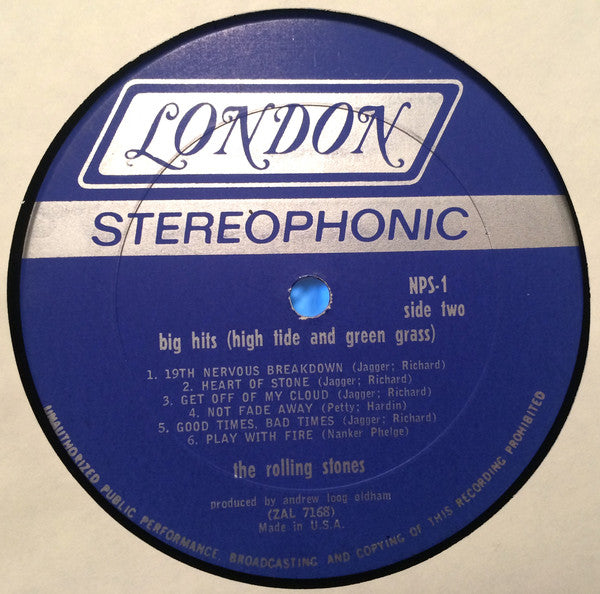 LONDON
STEREOPHONIC
NPS-1
side two
big hits (high tide and green grass)
1. 19TH NERVOUS BREAKDOWN (Jagger; Richard)
2. HEART OF STONE (Jagger; Richard)
3. GET OFF OF MY CLOUD (Jagger; Richard)
4. NOT FADE AWAY (Petty; Hardin)
5. GOOD TIMES, BAD TIMES (Jagger; Richard)
6. PLAY WITH FIRE (Nanker Phelge)
the rolling stones
produced by andrew loog oldham
(ZAL 7168)
Made in U.S.A.
UNAUTHORIZED PUBLIC PERFORMANCE, BROADCASTING AND COPYING OF THIS RECORDING PROHIBITED